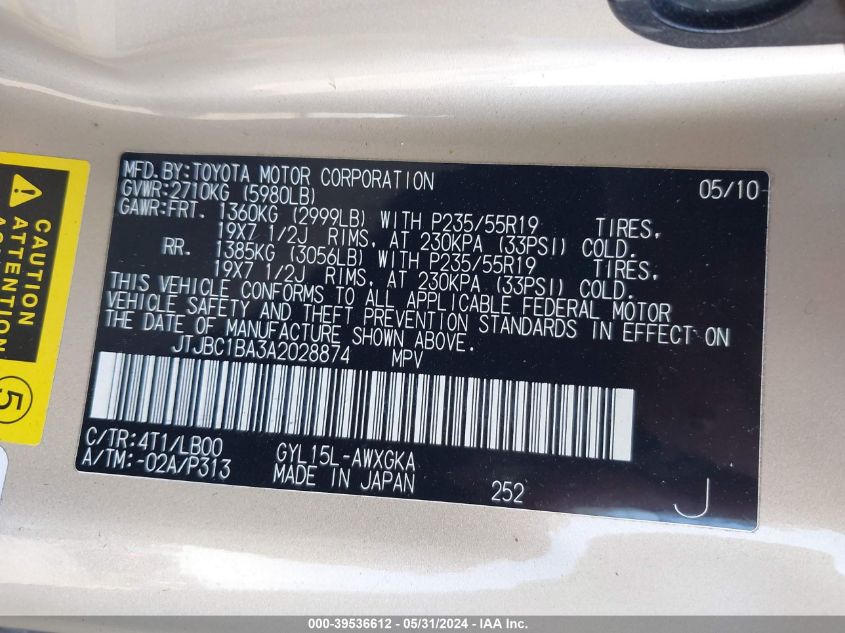 MFD. BY: TOYOTA MOTOR CORPORATION 05/10
GVWR: 2710KG (5980LB)
GAWR: FRT. 1360KG (2999LB) WITH P235/55R19 TIRES,
19X7 1/2J RIMS, AT 230KPA (33PSI) COLD.
RR. 1385KG (3056LB) WITH P235/55R19 TIRES,
19X7 1/2J RIMS, AT 230KPA (33PSI) COLD.
THIS VEHICLE CONFORMS TO ALL APPLICABLE FEDERAL MOTOR
VEHICLE SAFETY AND THEFT PREVENTION STANDARDS IN EFFECT ON
THE DATE OF MANUFACTURE SHOWN ABOVE.
JTJBC1BA3A2028874 MPV
C/TR: 4T1/LB00 GYL15L-AWXGKA
A/TM: -02A/P313 MADE IN JAPAN 252 J
CAUTION
ATTENTION
5
000-39536612 - 05/31/2024 - IAA Inc.